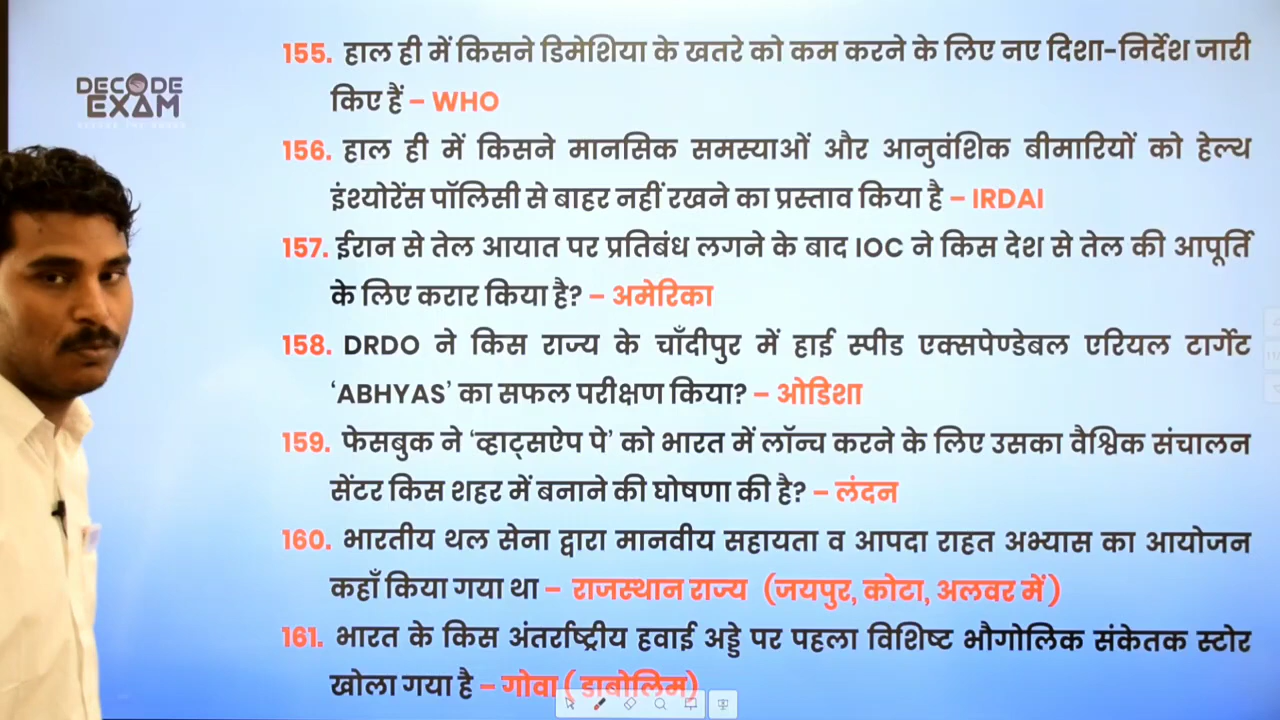 DECODE
EXAM
155. हाल ही में किसने डिमेशिया के खतरे को कम करने के लिए नए दिशा-निर्देश जारी
किए हैं – WHO
156. हाल ही में किसने मानसिक समस्याओं और आनुवंशिक बीमारियों को हेल्थ
इंश्योरेंस पॉलिसी से बाहर नहीं रखने का प्रस्ताव किया है – IRDAI
157. ईरान से तेल आयात पर प्रतिबंध लगने के बाद IOC ने किस देश से तेल की आपूर्ति
के लिए करार किया है? – अमेरिका
158. DRDO ने किस राज्य के चाँदीपुर में हाई स्पीड एक्सपेण्डेबल एरियल टार्गेट
‘ABHYAS’ का सफल परीक्षण किया? – ओडिशा
159. फेसबुक ने ‘व्हाट्सऐप पे’ को भारत में लॉन्च करने के लिए उसका वैश्विक संचालन
सेंटर किस शहर में बनाने की घोषणा की है? – लंदन
160. भारतीय थल सेना द्वारा मानवीय सहायता व आपदा राहत अभ्यास का आयोजन
कहाँ किया गया था – राजस्थान राज्य (जयपुर, कोटा, अलवर में)
161. भारत के किस अंतर्राष्ट्रीय हवाई अड्डे पर पहला विशिष्ट भौगोलिक संकेतक स्टोर
खोला गया है – गोवा ( डाबोलिम)